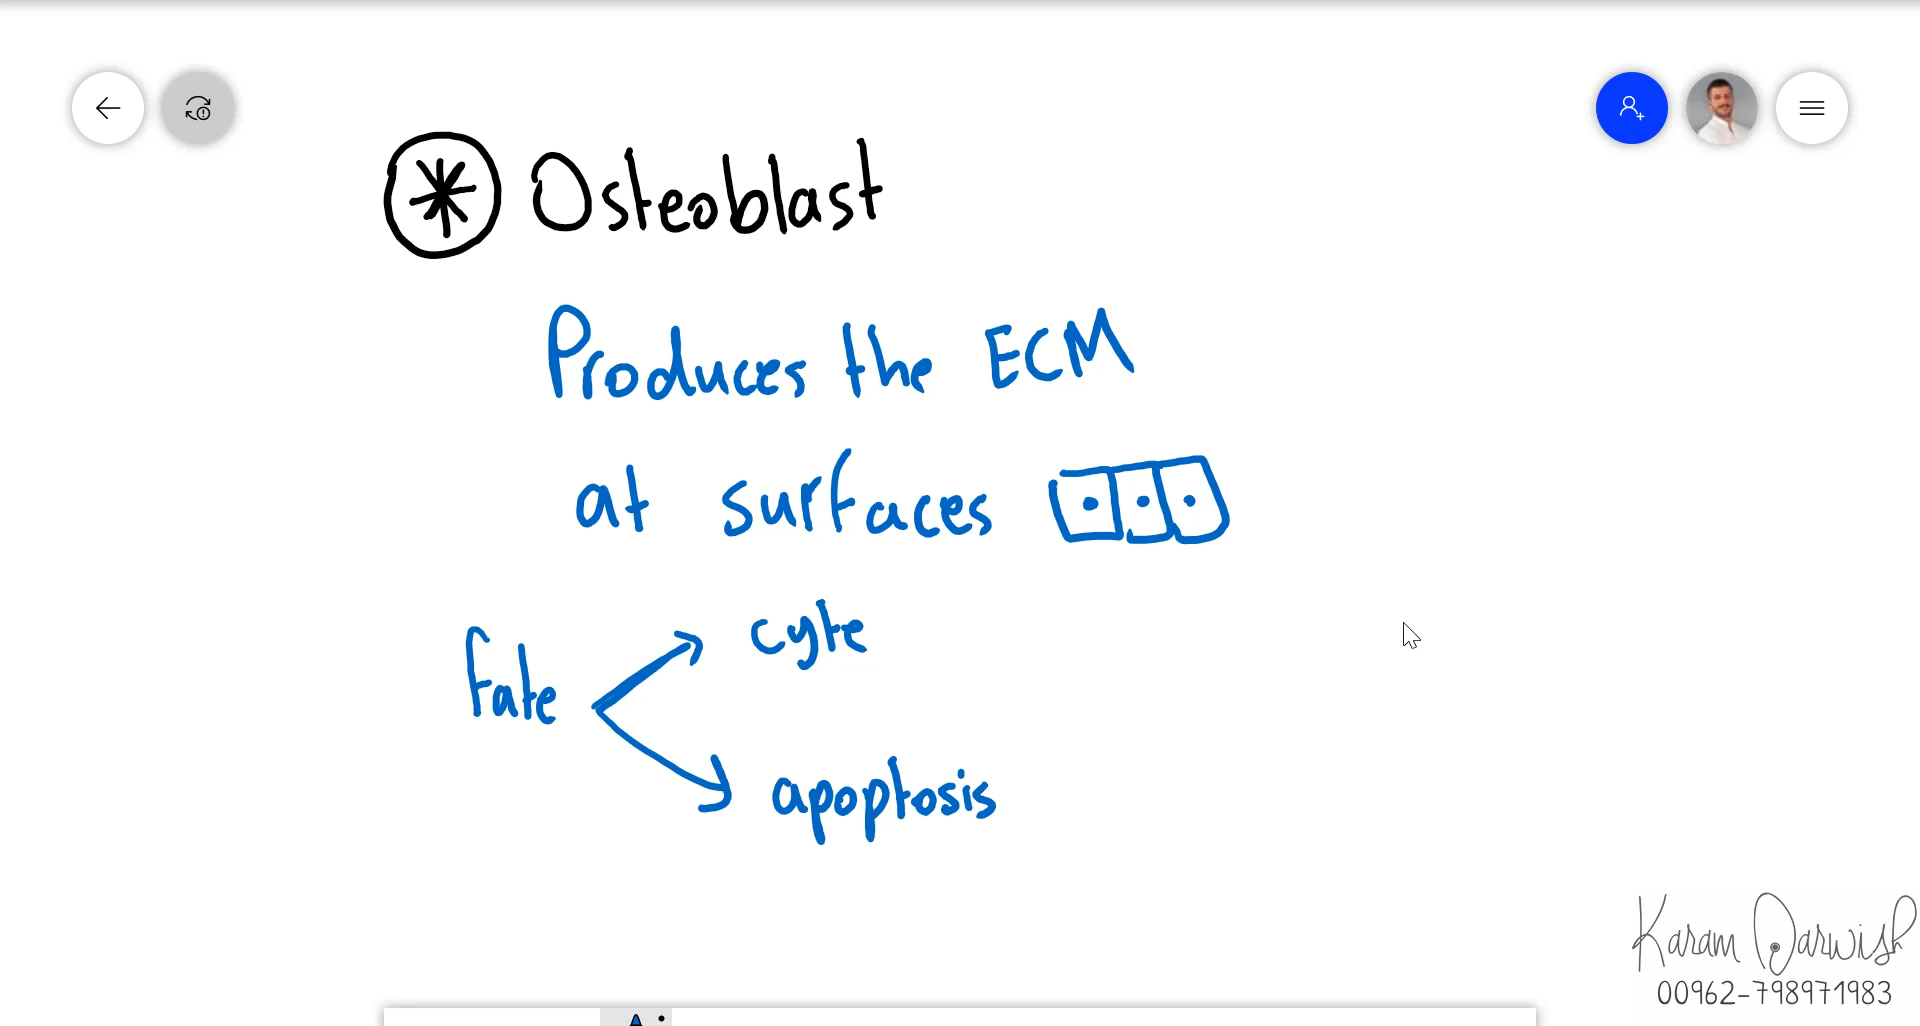 Osteoblast
Produces the ECM
at surfaces
fate
cyte
apoptosis
Karam Darwish
00962-798971983